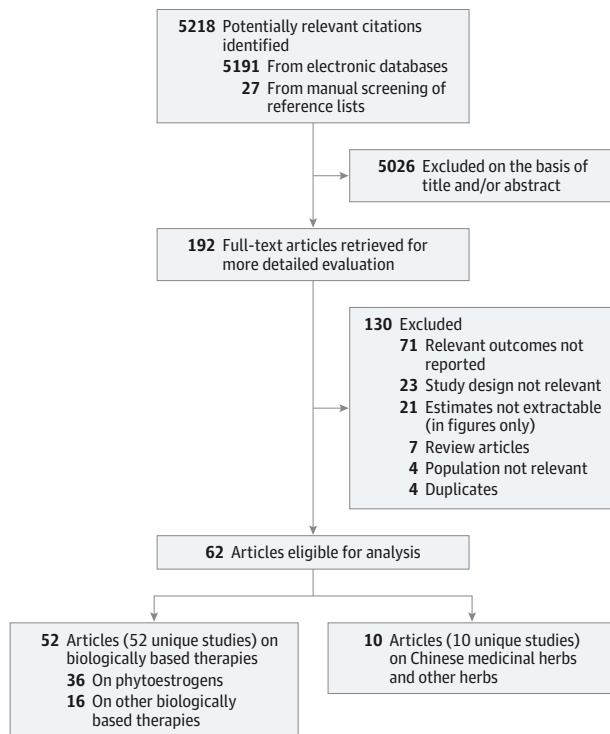 5218 Potentially relevant citations
identified
5191 From electronic databases
27 From manual screening of
reference lists
5026 Excluded on the basis of
title and/or abstract
192 Full-text articles retrieved for
more detailed evaluation
130 Excluded
71 Relevant outcomes not
reported
23 Study design not relevant
21 Estimates not extractable
(in figures only)
7 Review articles
4 Population not relevant
4 Duplicates
62 Articles eligible for analysis
52 Articles (52 unique studies) on
biologically based therapies
36 On phytoestrogens
16 On other biologically
based therapies
10 Articles (10 unique studies)
on Chinese medicinal herbs
and other herbs